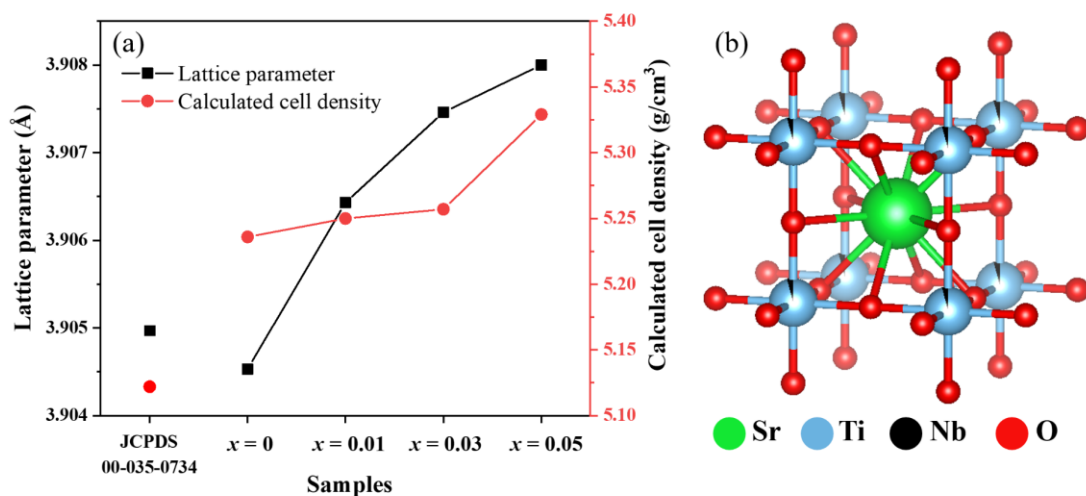 (a)
Lattice parameter
Calculated cell density
3.908
3.907
3.906
3.905
3.904
Lattice parameter (Å)
5.40
5.35
5.30
5.25
5.20
5.15
5.10
Calculated cell density (g/cm³)
JCPDS
00-035-0734
x = 0
x = 0.01
x = 0.03
x = 0.05
Samples
(b)
Sr Ti Nb O